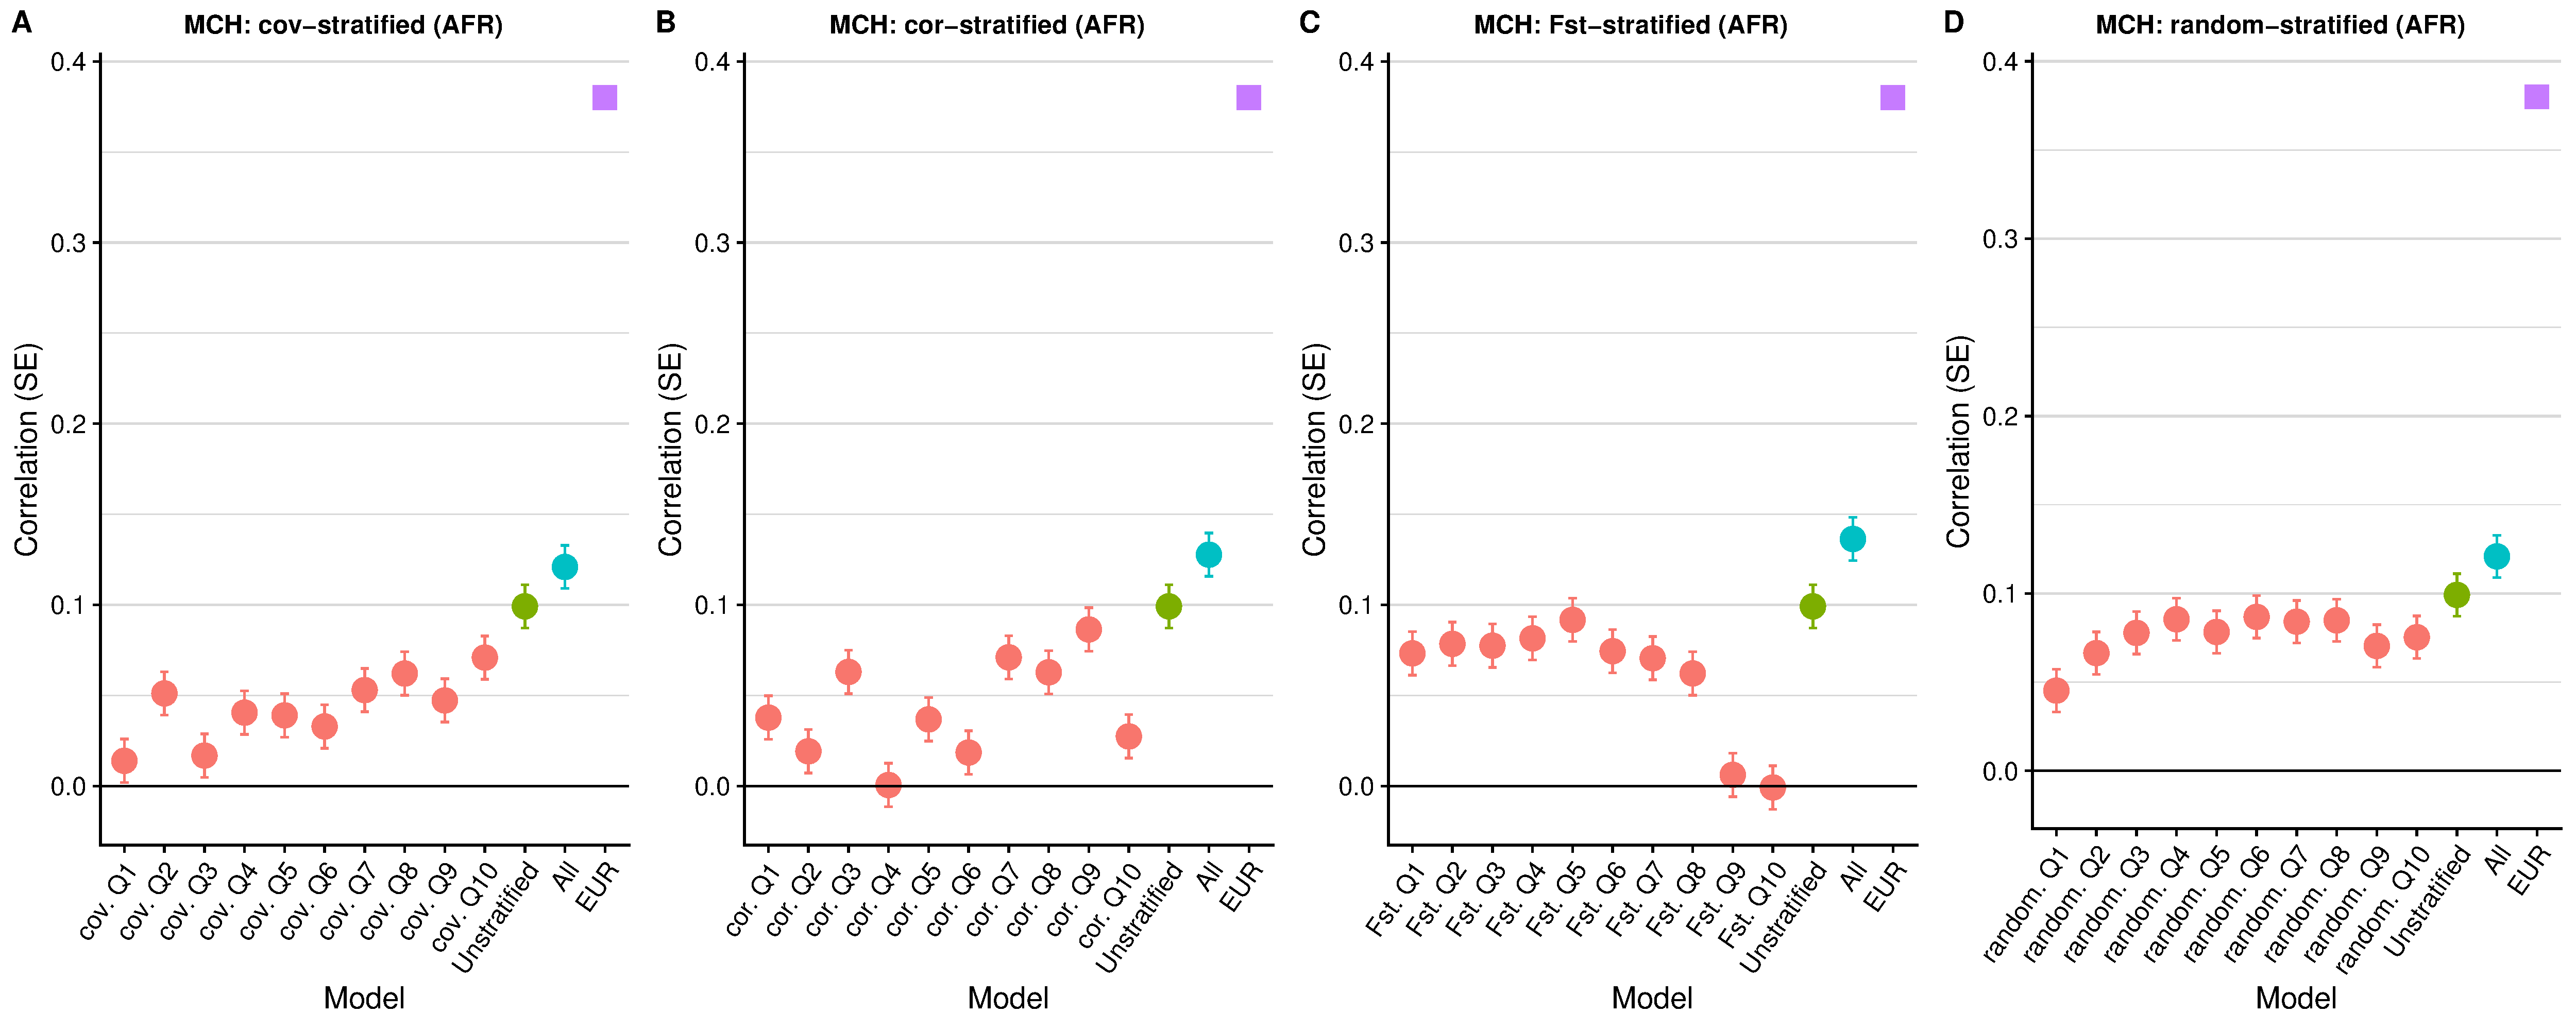 A
MCH: cov−stratified (AFR)
Correlation (SE)
0.4
0.3
0.2
0.1
0.0
cov. Q1
cov. Q2
cov. Q3
cov. Q4
cov. Q5
cov. Q6
cov. Q7
cov. Q8
cov. Q9
cov. Q10
Unstratified
All
EUR
Model
B
MCH: cor−stratified (AFR)
Correlation (SE)
0.4
0.3
0.2
0.1
0.0
cor. Q1
cor. Q2
cor. Q3
cor. Q4
cor. Q5
cor. Q6
cor. Q7
cor. Q8
cor. Q9
cor. Q10
Unstratified
All
EUR
Model
C
MCH: Fst−stratified (AFR)
Correlation (SE)
0.4
0.3
0.2
0.1
0.0
Fst. Q1
Fst. Q2
Fst. Q3
Fst. Q4
Fst. Q5
Fst. Q6
Fst. Q7
Fst. Q8
Fst. Q9
Fst. Q10
Unstratified
All
EUR
Model
D
MCH: random−stratified (AFR)
Correlation (SE)
0.4
0.3
0.2
0.1
0.0
random. Q1
random. Q2
random. Q3
random. Q4
random. Q5
random. Q6
random. Q7
random. Q8
random. Q9
random. Q10
Unstratified
All
EUR
Model